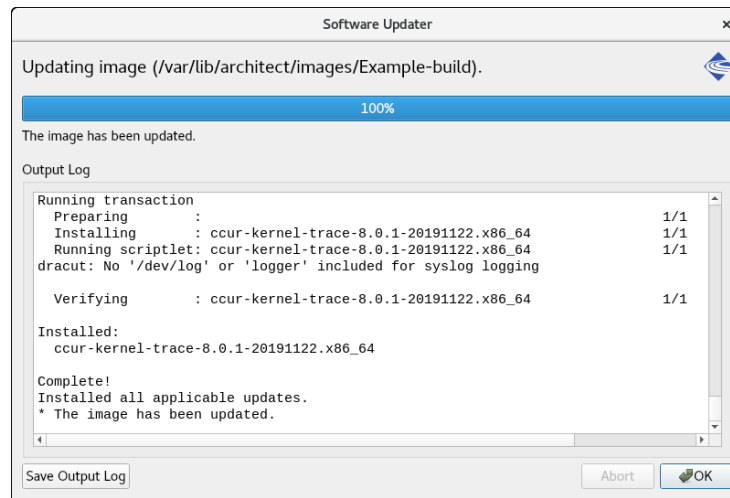 Software Updater
Updating image (/var/lib/architect/images/Example-build).
100%
The image has been updated.
Output Log
Running transaction
  Preparing        :                                                          1/1
  Installing       : ccur-kernel-trace-8.0.1-20191122.x86_64                  1/1
  Running scriptlet: ccur-kernel-trace-8.0.1-20191122.x86_64                  1/1
dracut: No '/dev/log' or 'logger' included for syslog logging
  Verifying        : ccur-kernel-trace-8.0.1-20191122.x86_64                  1/1
Installed:
  ccur-kernel-trace-8.0.1-20191122.x86_64
Complete!
Installed all applicable updates.
* The image has been updated.
Save Output Log
Abort
OK